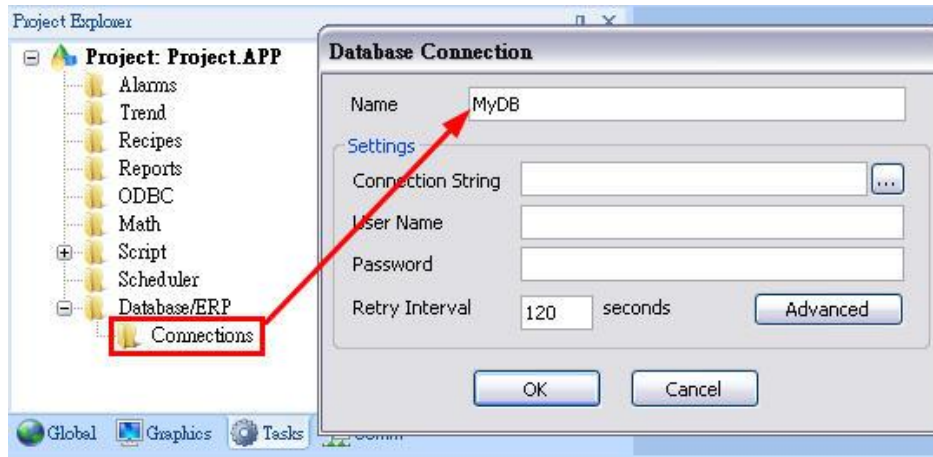 Project Explorer
Project: Project.APP
Alarms
Trend
Recipes
Reports
ODBC
Math
Script
Scheduler
Database/ERP
Connections
Global
Graphics
Tasks
Comm
Database Connection
Name
MyDB
Settings
Connection String
...
User Name
Password
Retry Interval
120
seconds
Advanced
OK
Cancel